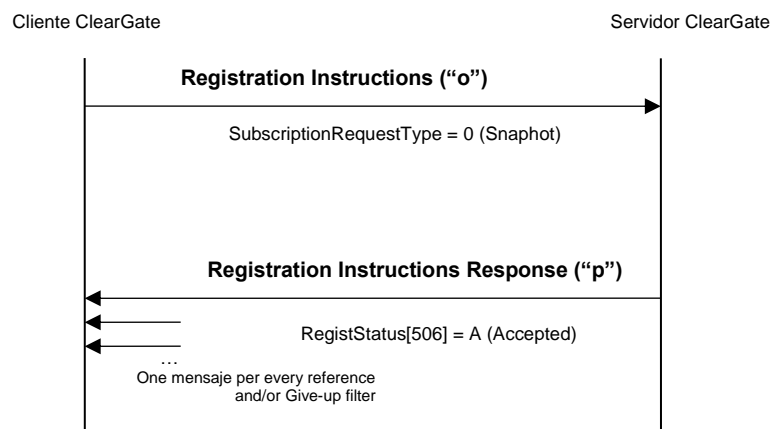 Cliente ClearGate
Servidor ClearGate
Registration Instructions (“o”)
SubscriptionRequestType = 0 (Snaphot)
Registration Instructions Response (“p”)
RegistStatus[506] = A (Accepted)
…
One mensaje per every reference
and/or Give-up filter